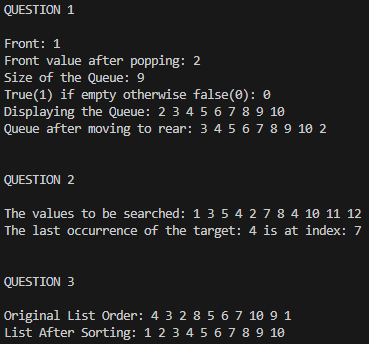 QUESTION 1
Front: 1
Front value after popping: 2
Size of the Queue: 9
True(1) if empty otherwise false(0): 0
Displaying the Queue: 2 3 4 5 6 7 8 9 10
Queue after moving to rear: 3 4 5 6 7 8 9 10 2
QUESTION 2
The values to be searched: 1 3 5 4 2 7 8 4 10 11 12
The last occurrence of the target: 4 is at index: 7
QUESTION 3
Original List Order: 4 3 2 8 5 6 7 10 9 1
List After Sorting: 1 2 3 4 5 6 7 8 9 10